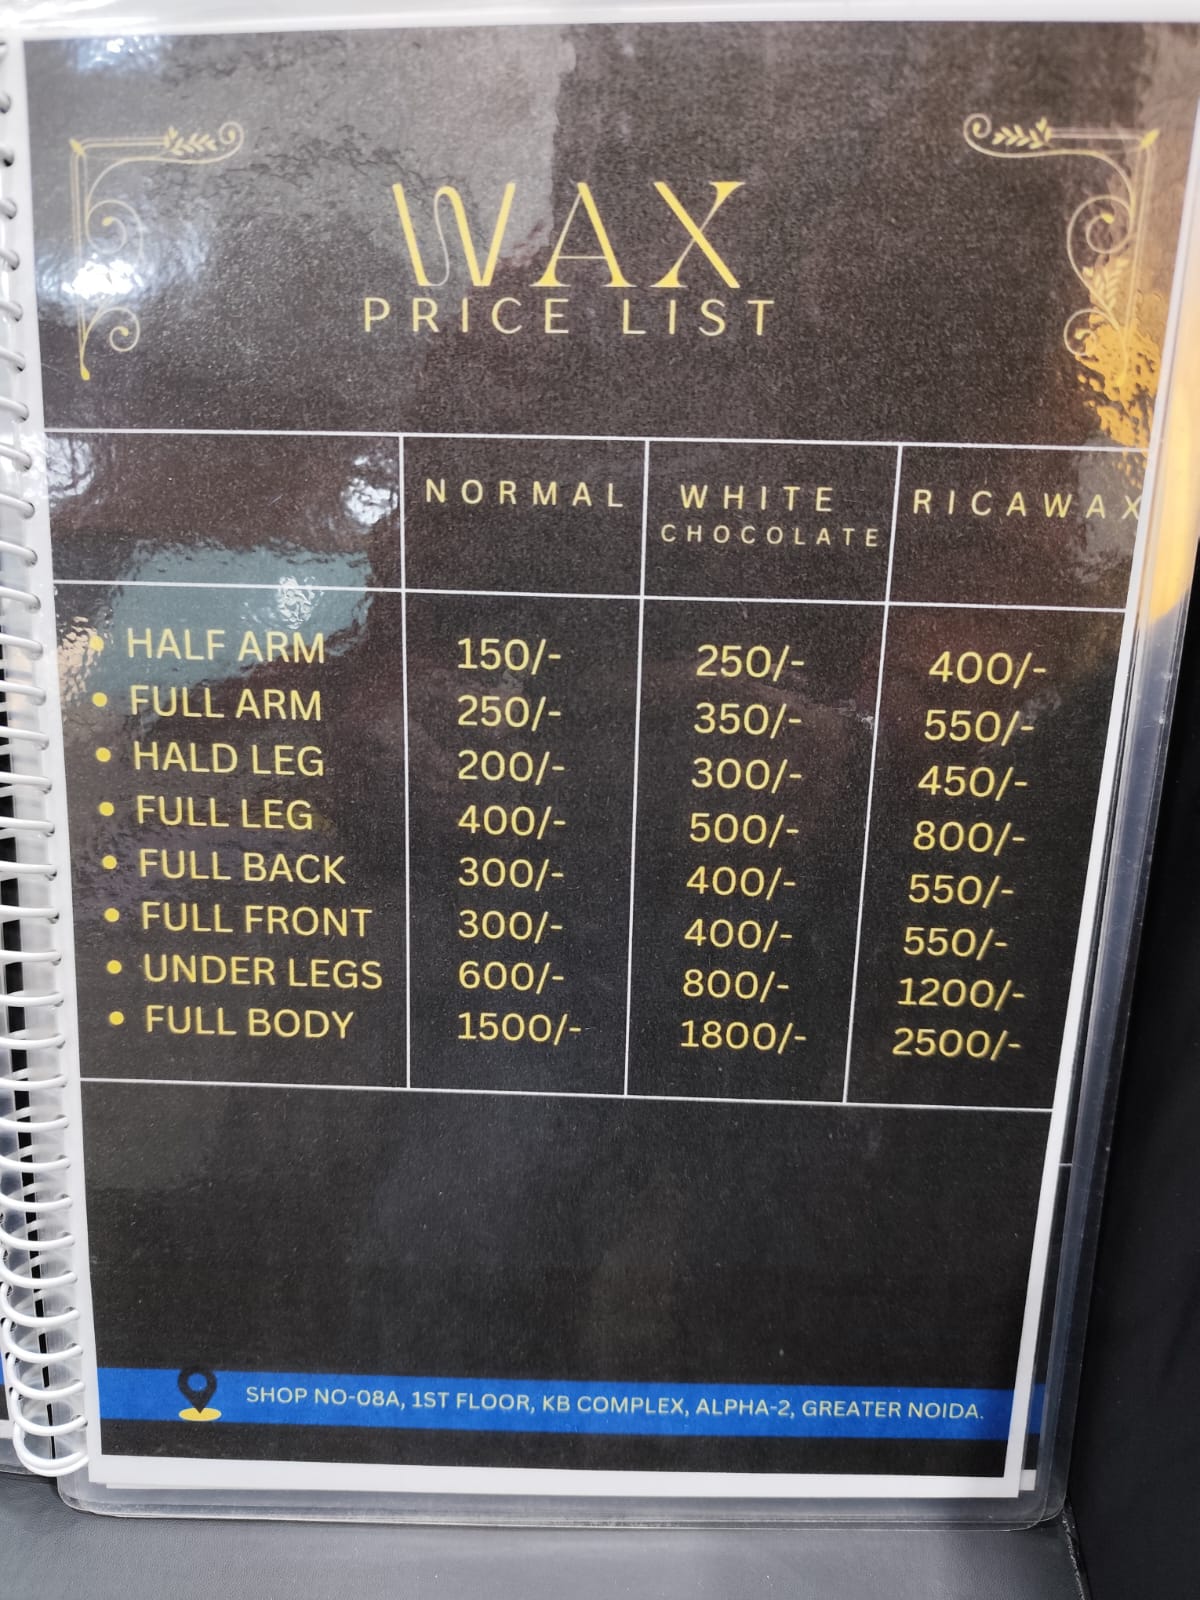 WAX
PRICE LIST
NORMAL WHITE CHOCOLATE RICAWAX
HALF ARM 150/- 250/- 400/-
FULL ARM 250/- 350/- 550/-
HALD LEG 200/- 300/- 450/-
FULL LEG 400/- 500/- 800/-
FULL BACK 300/- 400/- 550/-
FULL FRONT 300/- 400/- 550/-
UNDER LEGS 600/- 800/- 1200/-
FULL BODY 1500/- 1800/- 2500/-
SHOP NO-08A, 1ST FLOOR, KB COMPLEX, ALPHA-2, GREATER NOIDA.